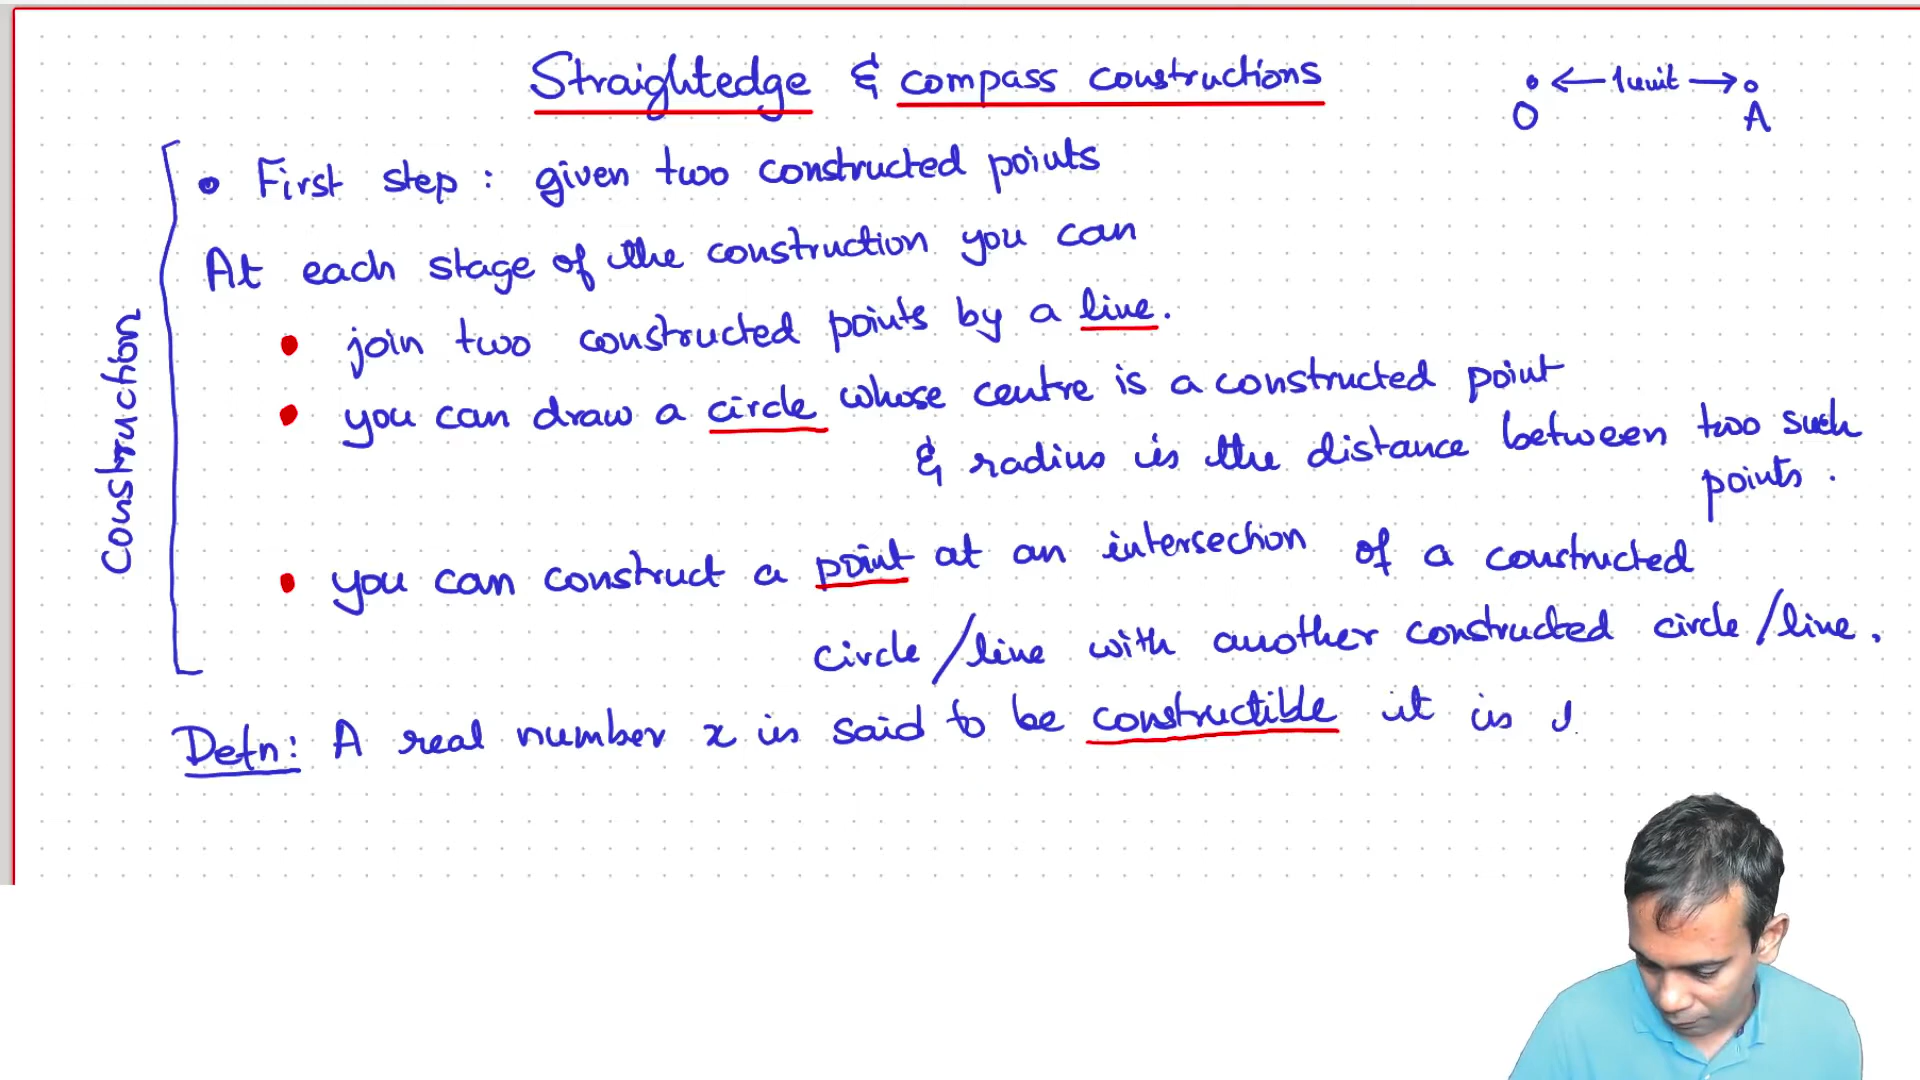 Straightedge & compass constructions
O ← 1 unit → A
• First step : given two constructed points
At each stage of the construction you can
• join two constructed points by a line.
• you can draw a circle whose centre is a constructed point
& radius is the distance between two such
points.
• you can construct a point at an intersection of a constructed
circle/line with another constructed circle/line.
Construction
Defn: A real number x is said to be constructible it is